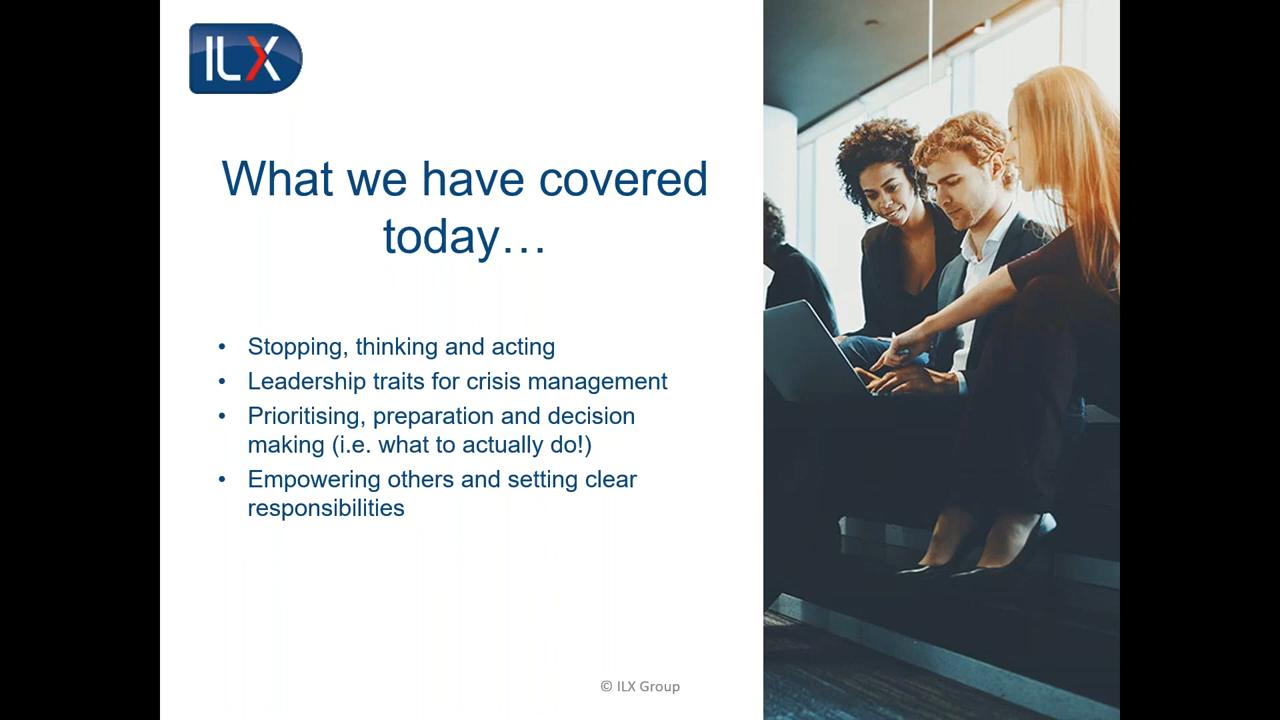 ILX
What we have covered
today…
• Stopping, thinking and acting
• Leadership traits for crisis management
• Prioritising, preparation and decision
making (i.e. what to actually do!)
• Empowering others and setting clear
responsibilities
© ILX Group